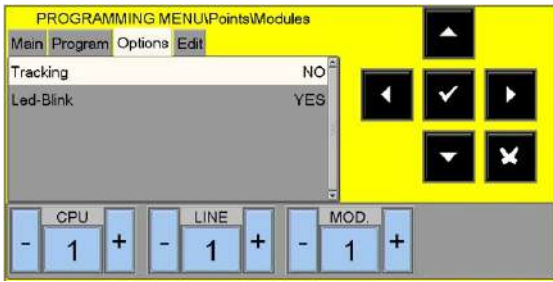 PROGRAMMING MENU\Points\Modules
Main Program Options Edit
Tracking NO
Led-Blink YES
CPU LINE MOD.
- 1 + - 1 + - 1 +